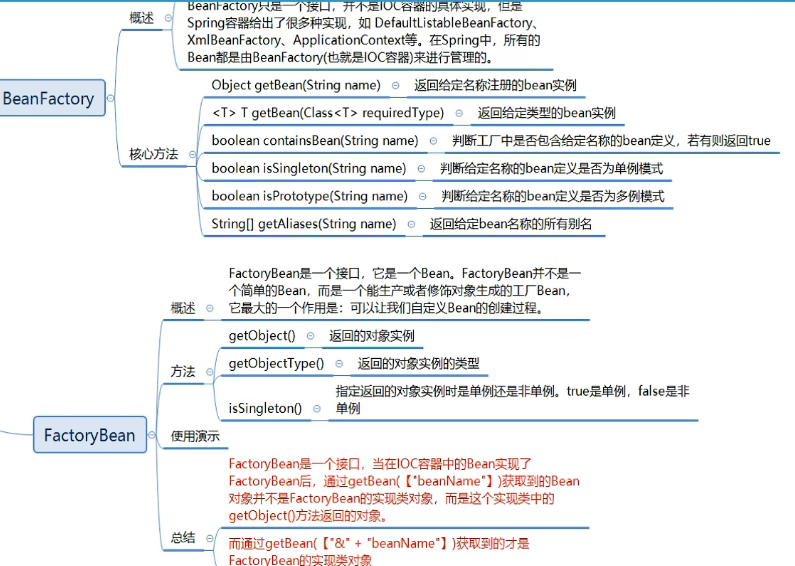 概述
BeanFactory只是一个接口，并不是IOC容器的具体实现，但是
Spring容器给出了很多种实现，如 DefaultListableBeanFactory、
XmlBeanFactory、ApplicationContext等。在Spring中，所有的
Bean都是由BeanFactory(也就是IOC容器)来进行管理的。
BeanFactory
核心方法
Object getBean(String name)
返回给定名称注册的bean实例
<T> T getBean(Class<T> requiredType)
返回给定类型的bean实例
boolean containsBean(String name)
判断工厂中是否包含给定名称的bean定义，若有则返回true
boolean isSingleton(String name)
判断给定名称的bean定义是否为单例模式
boolean isPrototype(String name)
判断给定名称的bean定义是否为多例模式
String[] getAliases(String name)
返回给定bean名称的所有别名
FactoryBean
概述
FactoryBean是一个接口，它是一个Bean。FactoryBean并不是一
个简单的Bean，而是一个能生产或者修饰对象生成的工厂Bean，
它最大的一个作用是：可以让我们自定义Bean的创建过程。
方法
getObject()
返回的对象实例
getObjectType()
返回的对象实例的类型
isSingleton()
指定返回的对象实例时是单例还是非单例。true是单例，false是非
单例
使用演示
总结
FactoryBean是一个接口，当在IOC容器中的Bean实现了
FactoryBean后，通过getBean(【"beanName"】)获取到的Bean
对象并不是FactoryBean的实现类对象，而是这个实现类中的
getObject()方法返回的对象。
而通过getBean(【"&" + "beanName"】)获取到的才是
FactoryBean的实现类对象